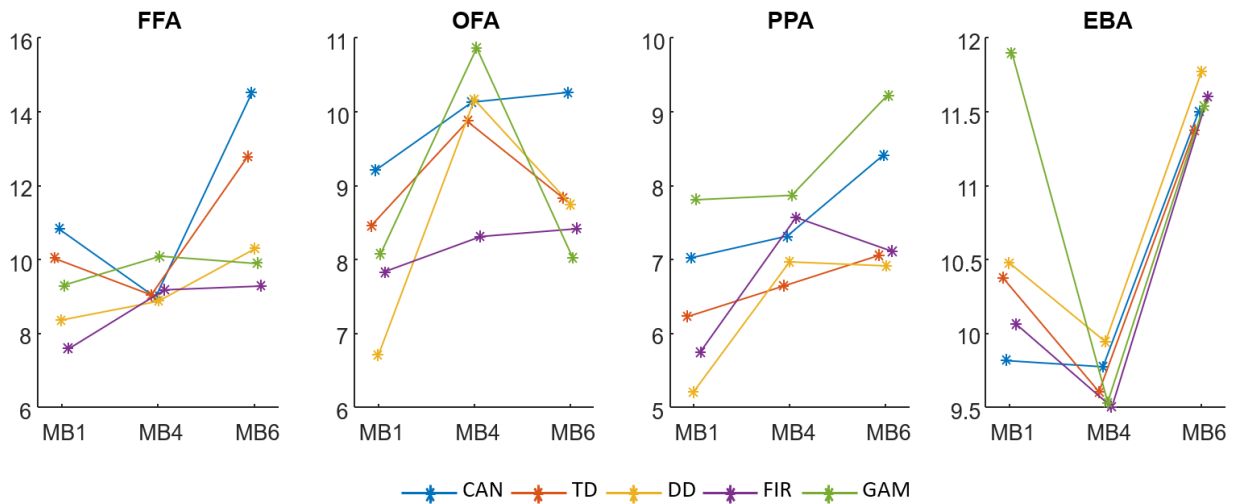 FFA OFA PPA EBA
16 11 10 12
14 10 9 11.5
12 9 8 11
10 8 7 10.5
8 7 6 10
6 6 5 9.5
MB1 MB4 MB6 MB1 MB4 MB6 MB1 MB4 MB6 MB1 MB4 MB6
CAN TD DD FIR GAM